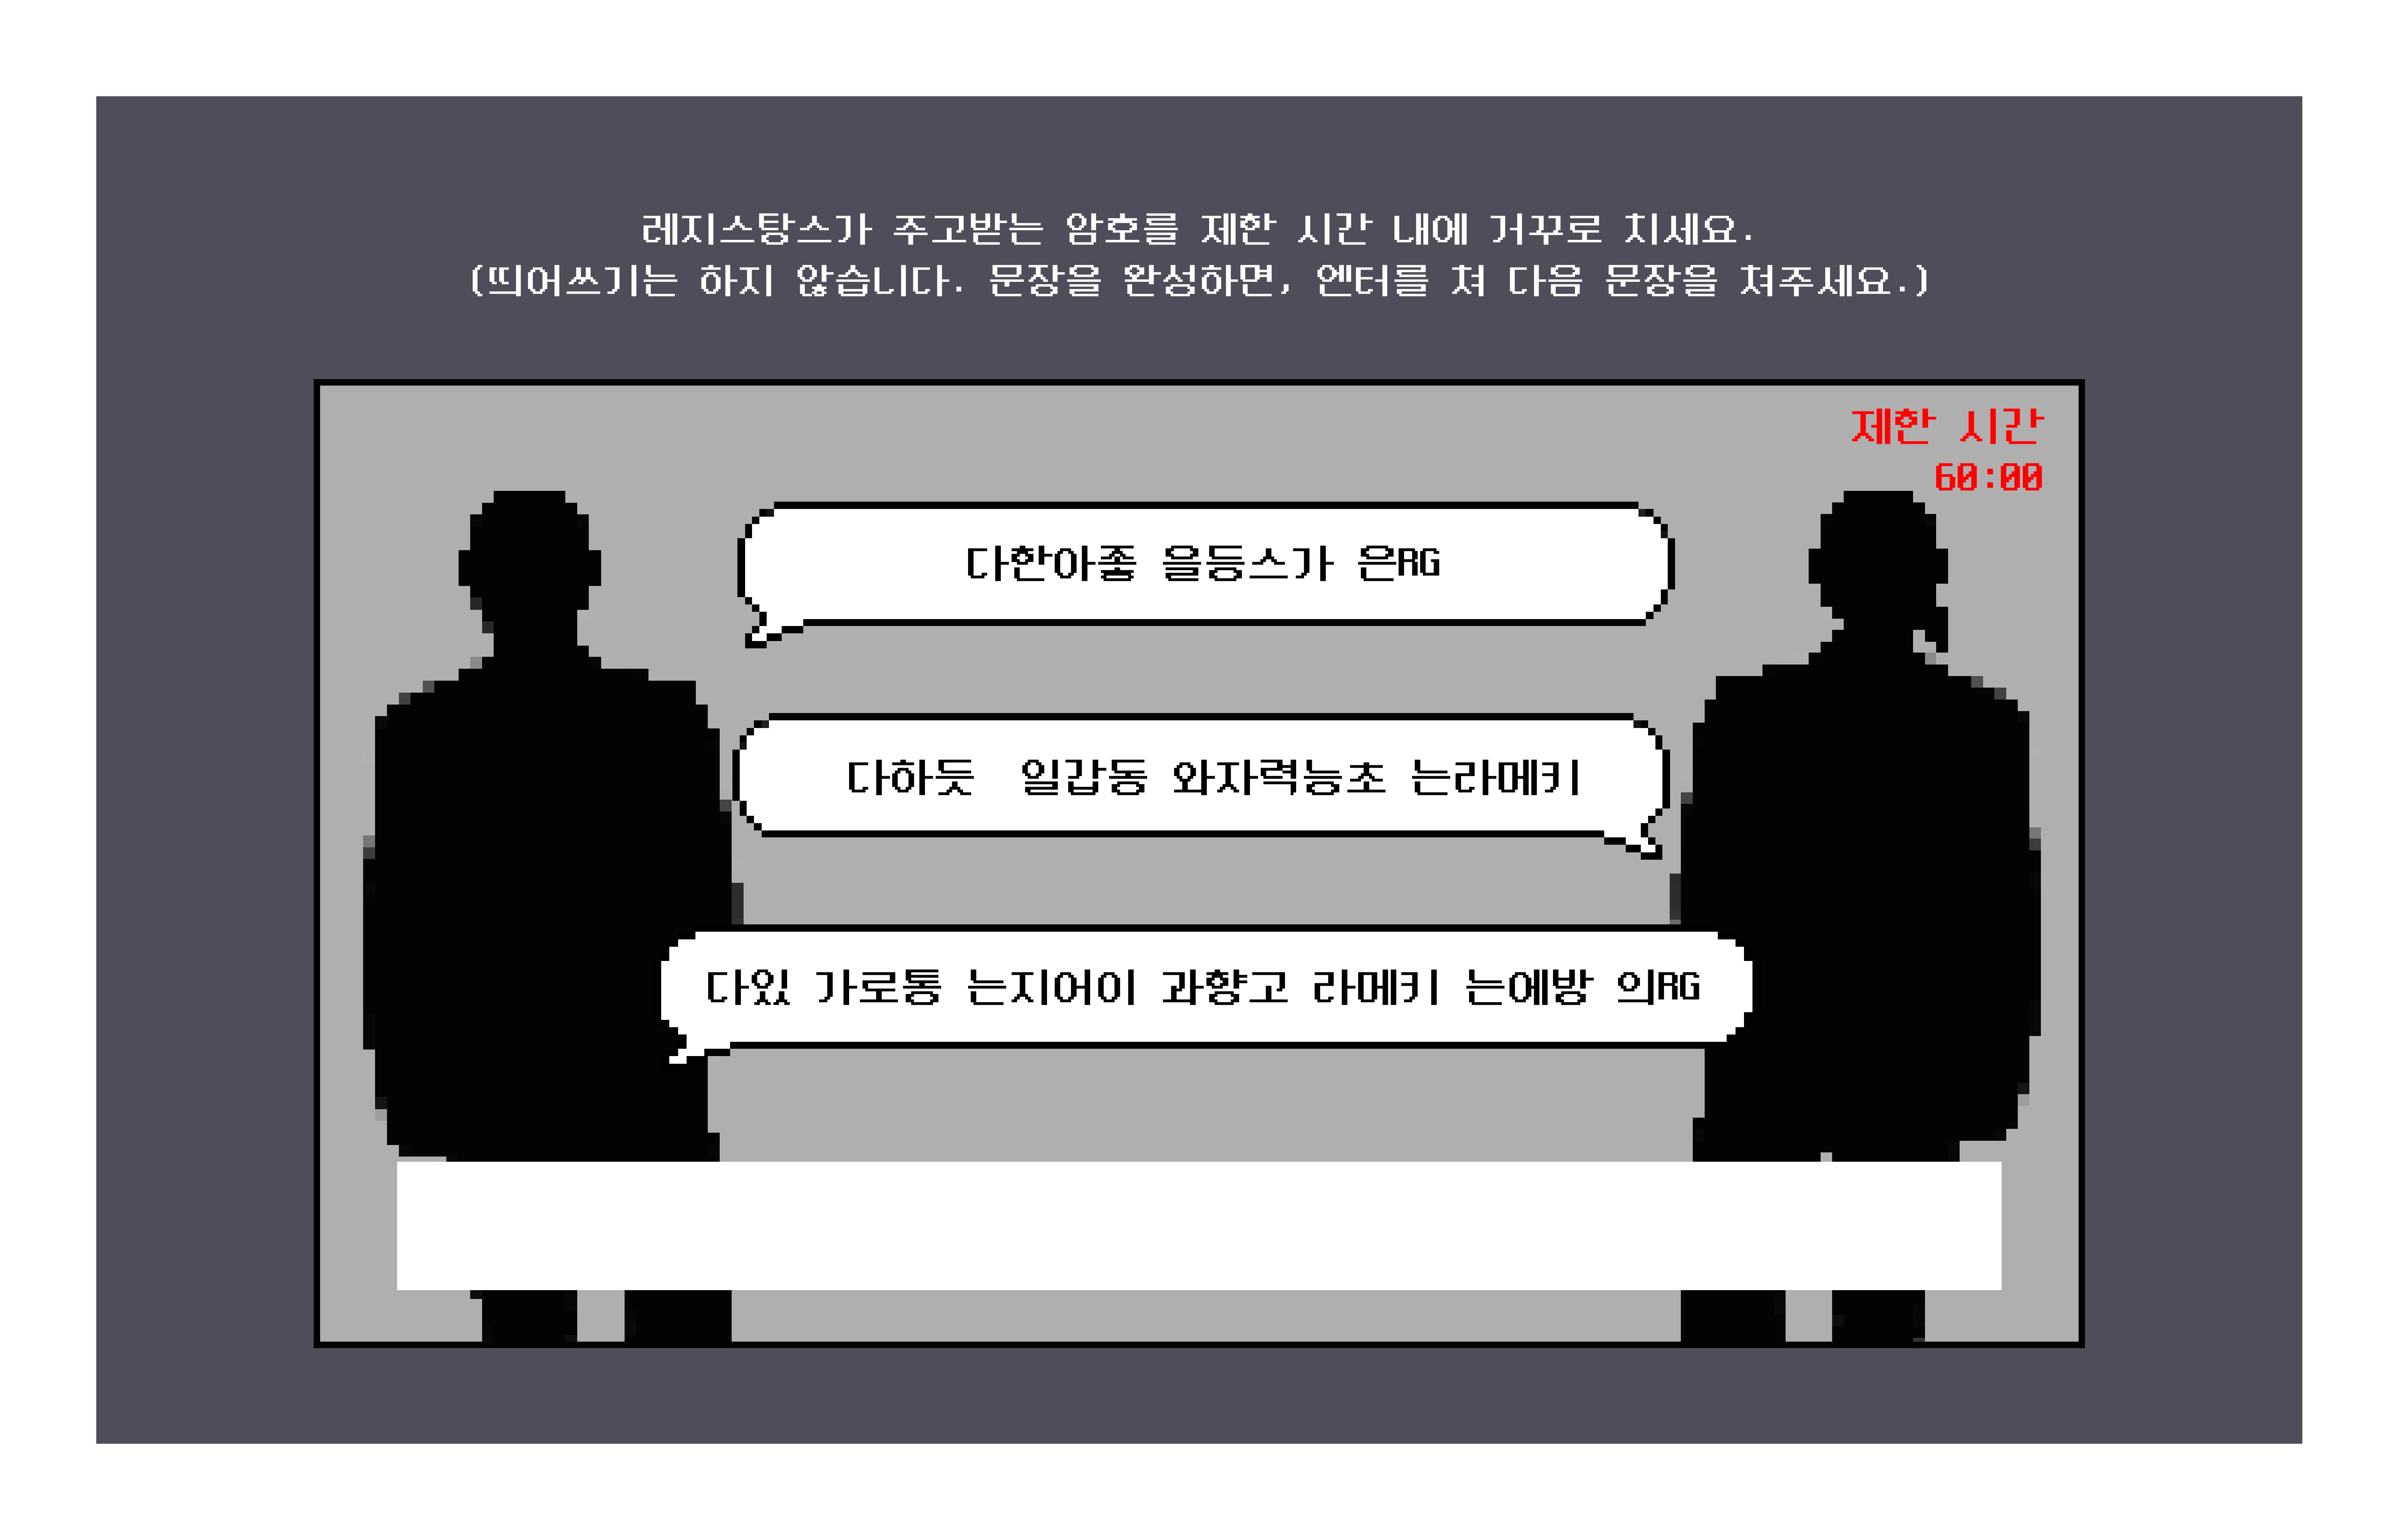 레지스탕스가 주고받는 암호를 제한 시간 내에 거꾸로 치세요.
(띄어쓰기는 하지 않습니다. 문장을 완성하면, 엔터를 쳐 다음 문장을 쳐주세요.)
제한 시간
60:00
다한아좋 을등스가 은RG
다하듯 일갑동 와자력능초 는라메키
다있 가로통 는지어이 과향고 라메키 는에방 의RG